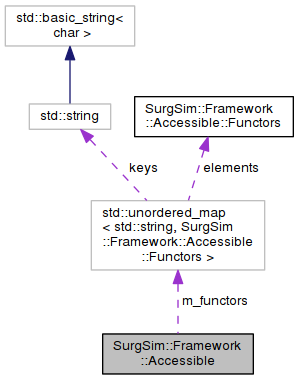 std::basic_string<
char >
std::string
SurgSim::Framework
::Accessible::Functors
keys
elements
std::unordered_map
< std::string, SurgSim
::Framework::Accessible
::Functors >
m_functors
SurgSim::Framework
::Accessible